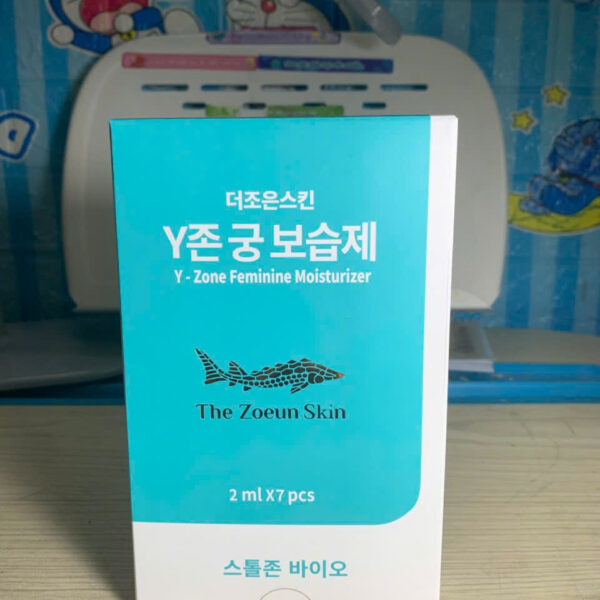 더조은스킨
Y존 궁 보습제
Y - Zone Feminine Moisturizer
The Zoeun Skin
2 ml X7 pcs
스톨존 바이오